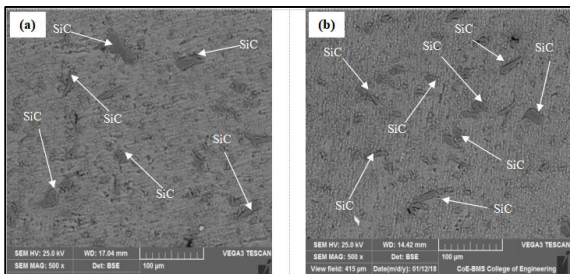 (a)
SiC
SiC
SiC
SiC
SiC
SiC
SEM HV: 25.0 kV
WD: 17.04 mm
VEGA3 TESCAN
SEM MAG: 500 x
Det: BSE
100 µm
(b)
SiC
SiC
SiC
SiC
SiC
SiC
SiC
SiC
SEM HV: 25.0 kV
WD: 14.42 mm
VEGA3 TESCAN
SEM MAG: 500 x
Det: BSE
100 µm
View field: 415 µm
Date(m/d/y): 01/12/18
CoE-BMS College of Engineering